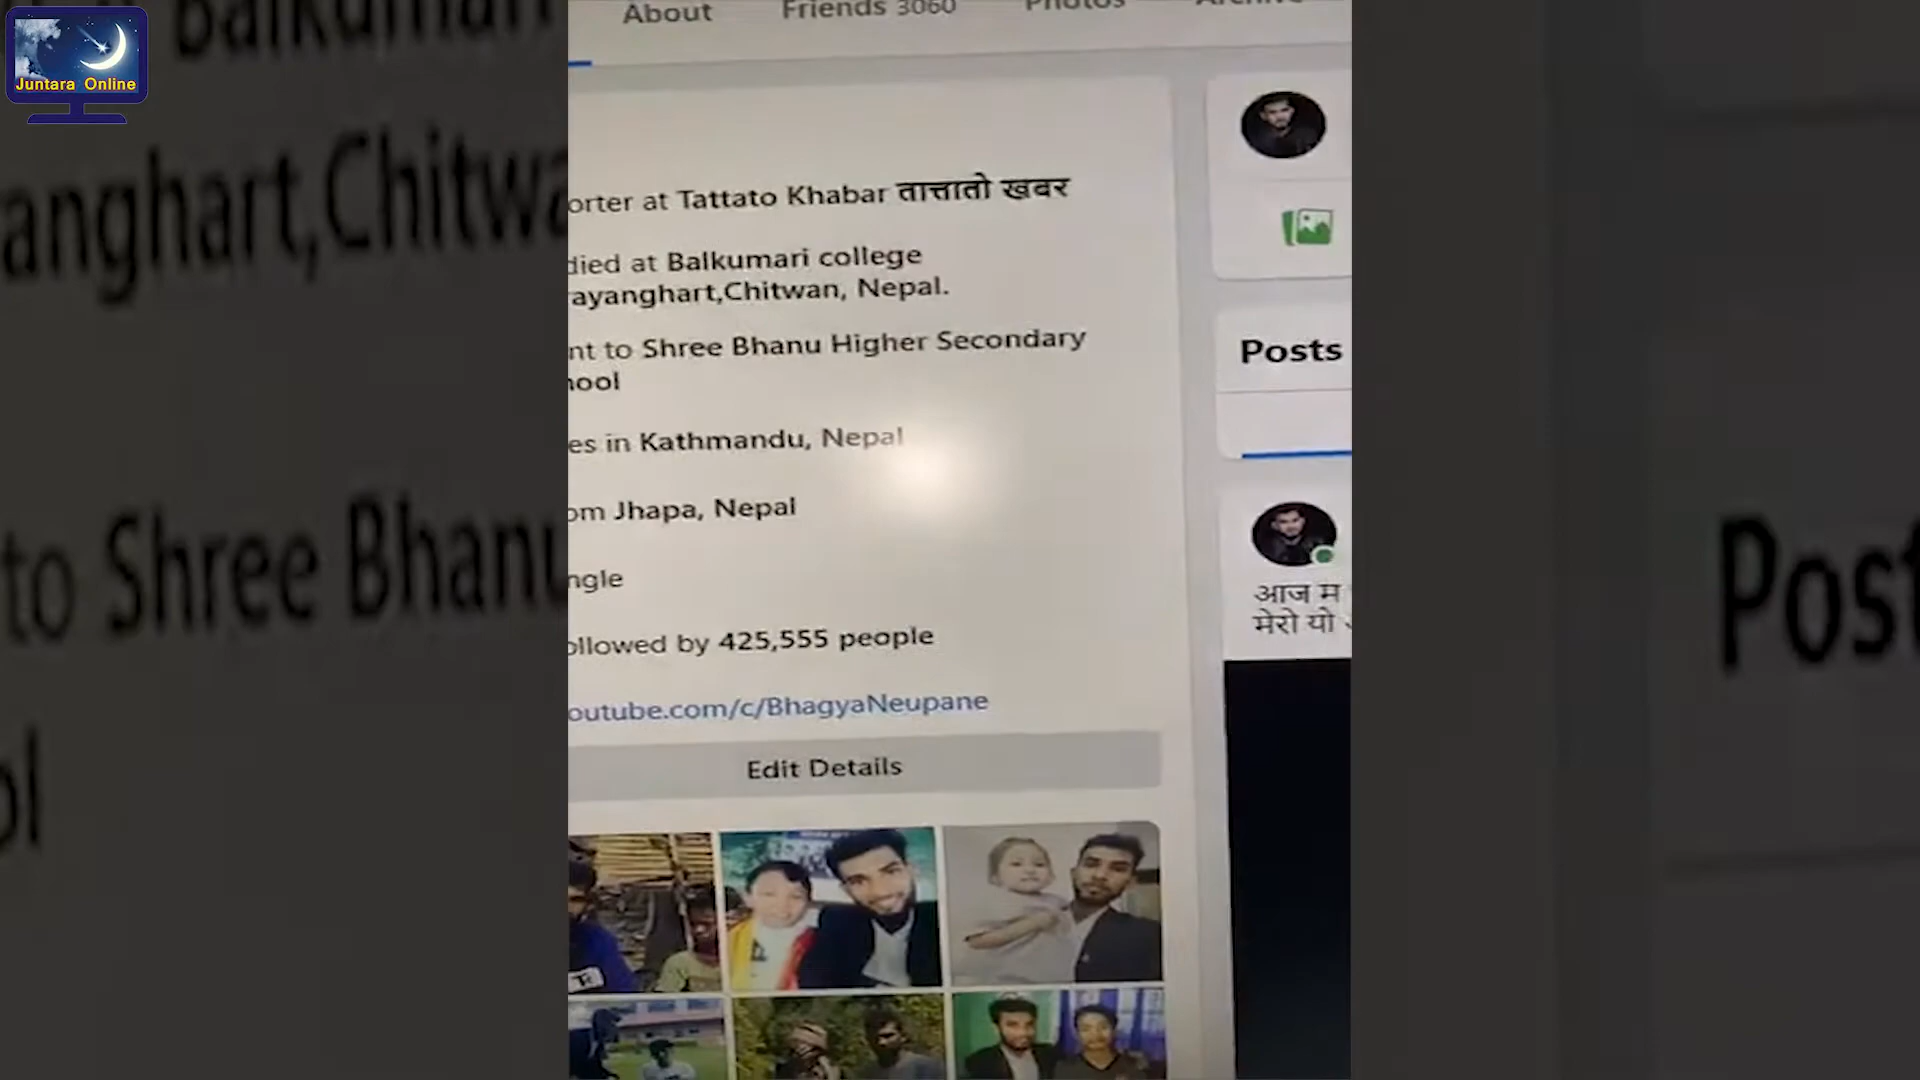 Juntara Online
About
Friends 3060
Photos
orter at Tattato Khabar तात्तातो खबर
died at Balkumari college
rayanghart,Chitwan, Nepal.
nt to Shree Bhanu Higher Secondary
hool
es in Kathmandu, Nepal
om Jhapa, Nepal
ngle
ollowed by 425,555 people
outube.com/c/BhagyaNeupane
Edit Details
Posts
आज म
मेरो यो
Balkumari
anghart,Chitwa
to Shree Bhanu
ol
Post